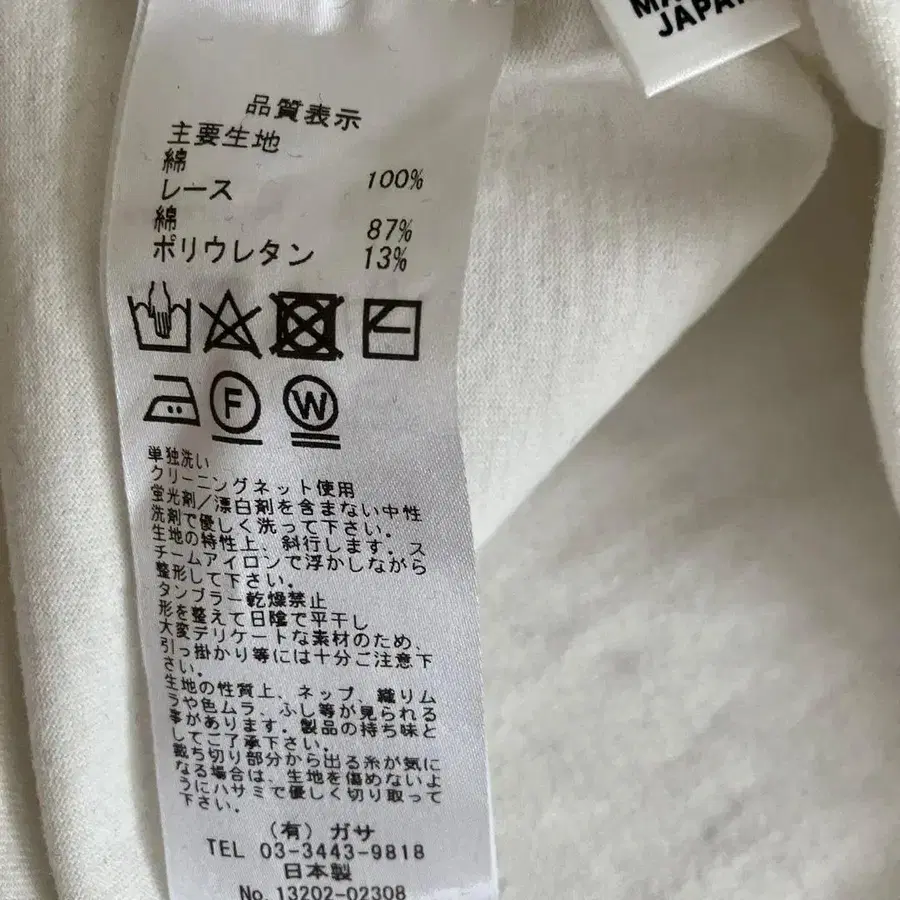 MA
JAPAN
品質表示
主要生地
綿 100%
レース
綿 87%
ポリウレタン 13%
F
W
単独洗い
クリーニングネット使用
蛍光剤/漂白剤を含まない中性
洗剤で優しく洗って下さい。
生地の特性上、斜行します。ス
チームアイロンで浮かしながら
整形して下さい。
タンブラー乾燥禁止
形を整えて日陰で平干し
大変デリケートな素材のため、
引っ掛かり等には十分ご注意下
さい。
生地の性質上、ネップ、織りム
ラや色ムラ、ふし等が見られる
事があります。製品の持ち味と
してご了承下さい。
裁ち切り部分から出る糸が気に
なる場合は、生地を傷めないよ
うにハサミで優しく切り取って
下さい。
(有) ガサ
TEL 03-3443-9818
日本製
No.13202-02308